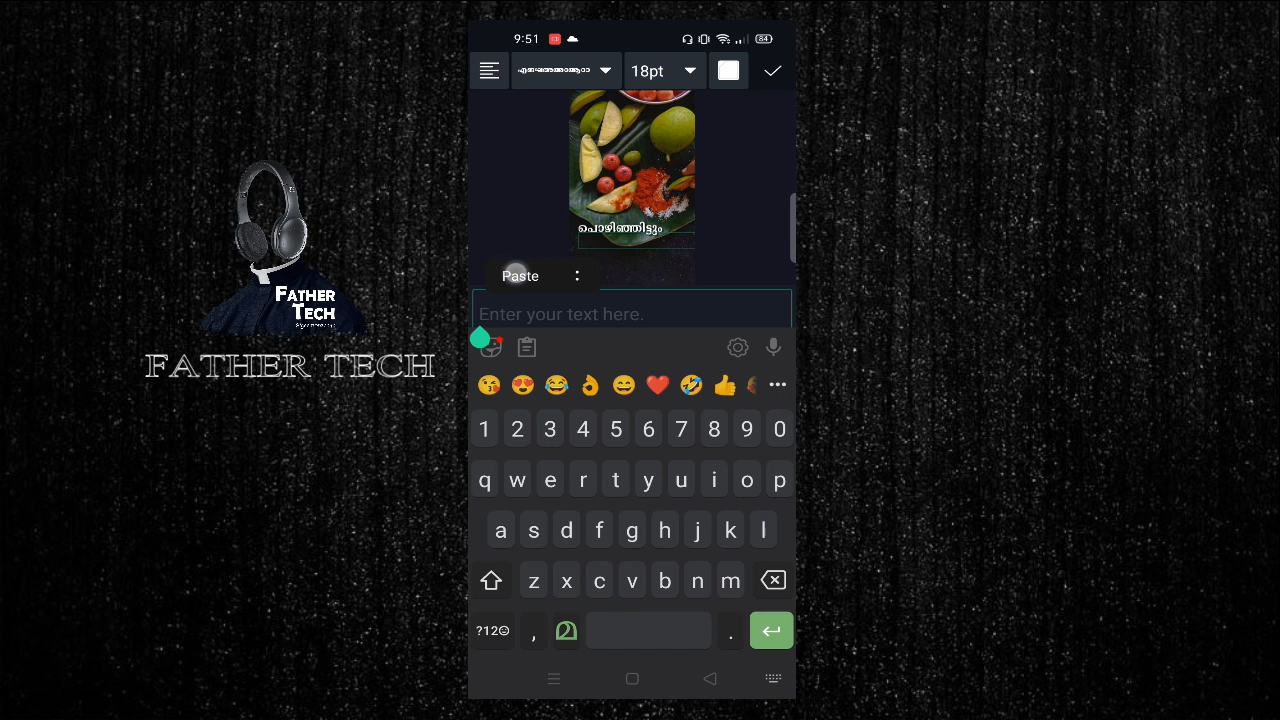 9:51
84
18pt
പൊഴിഞ്ഞിട്ടും
Paste
Enter your text here.
FATHER
TECH
FATHER TECH
1 2 3 4 5 6 7 8 9 0
q w e r t y u i o p
a s d f g h j k l
z x c v b n m
?12☺ , മ .